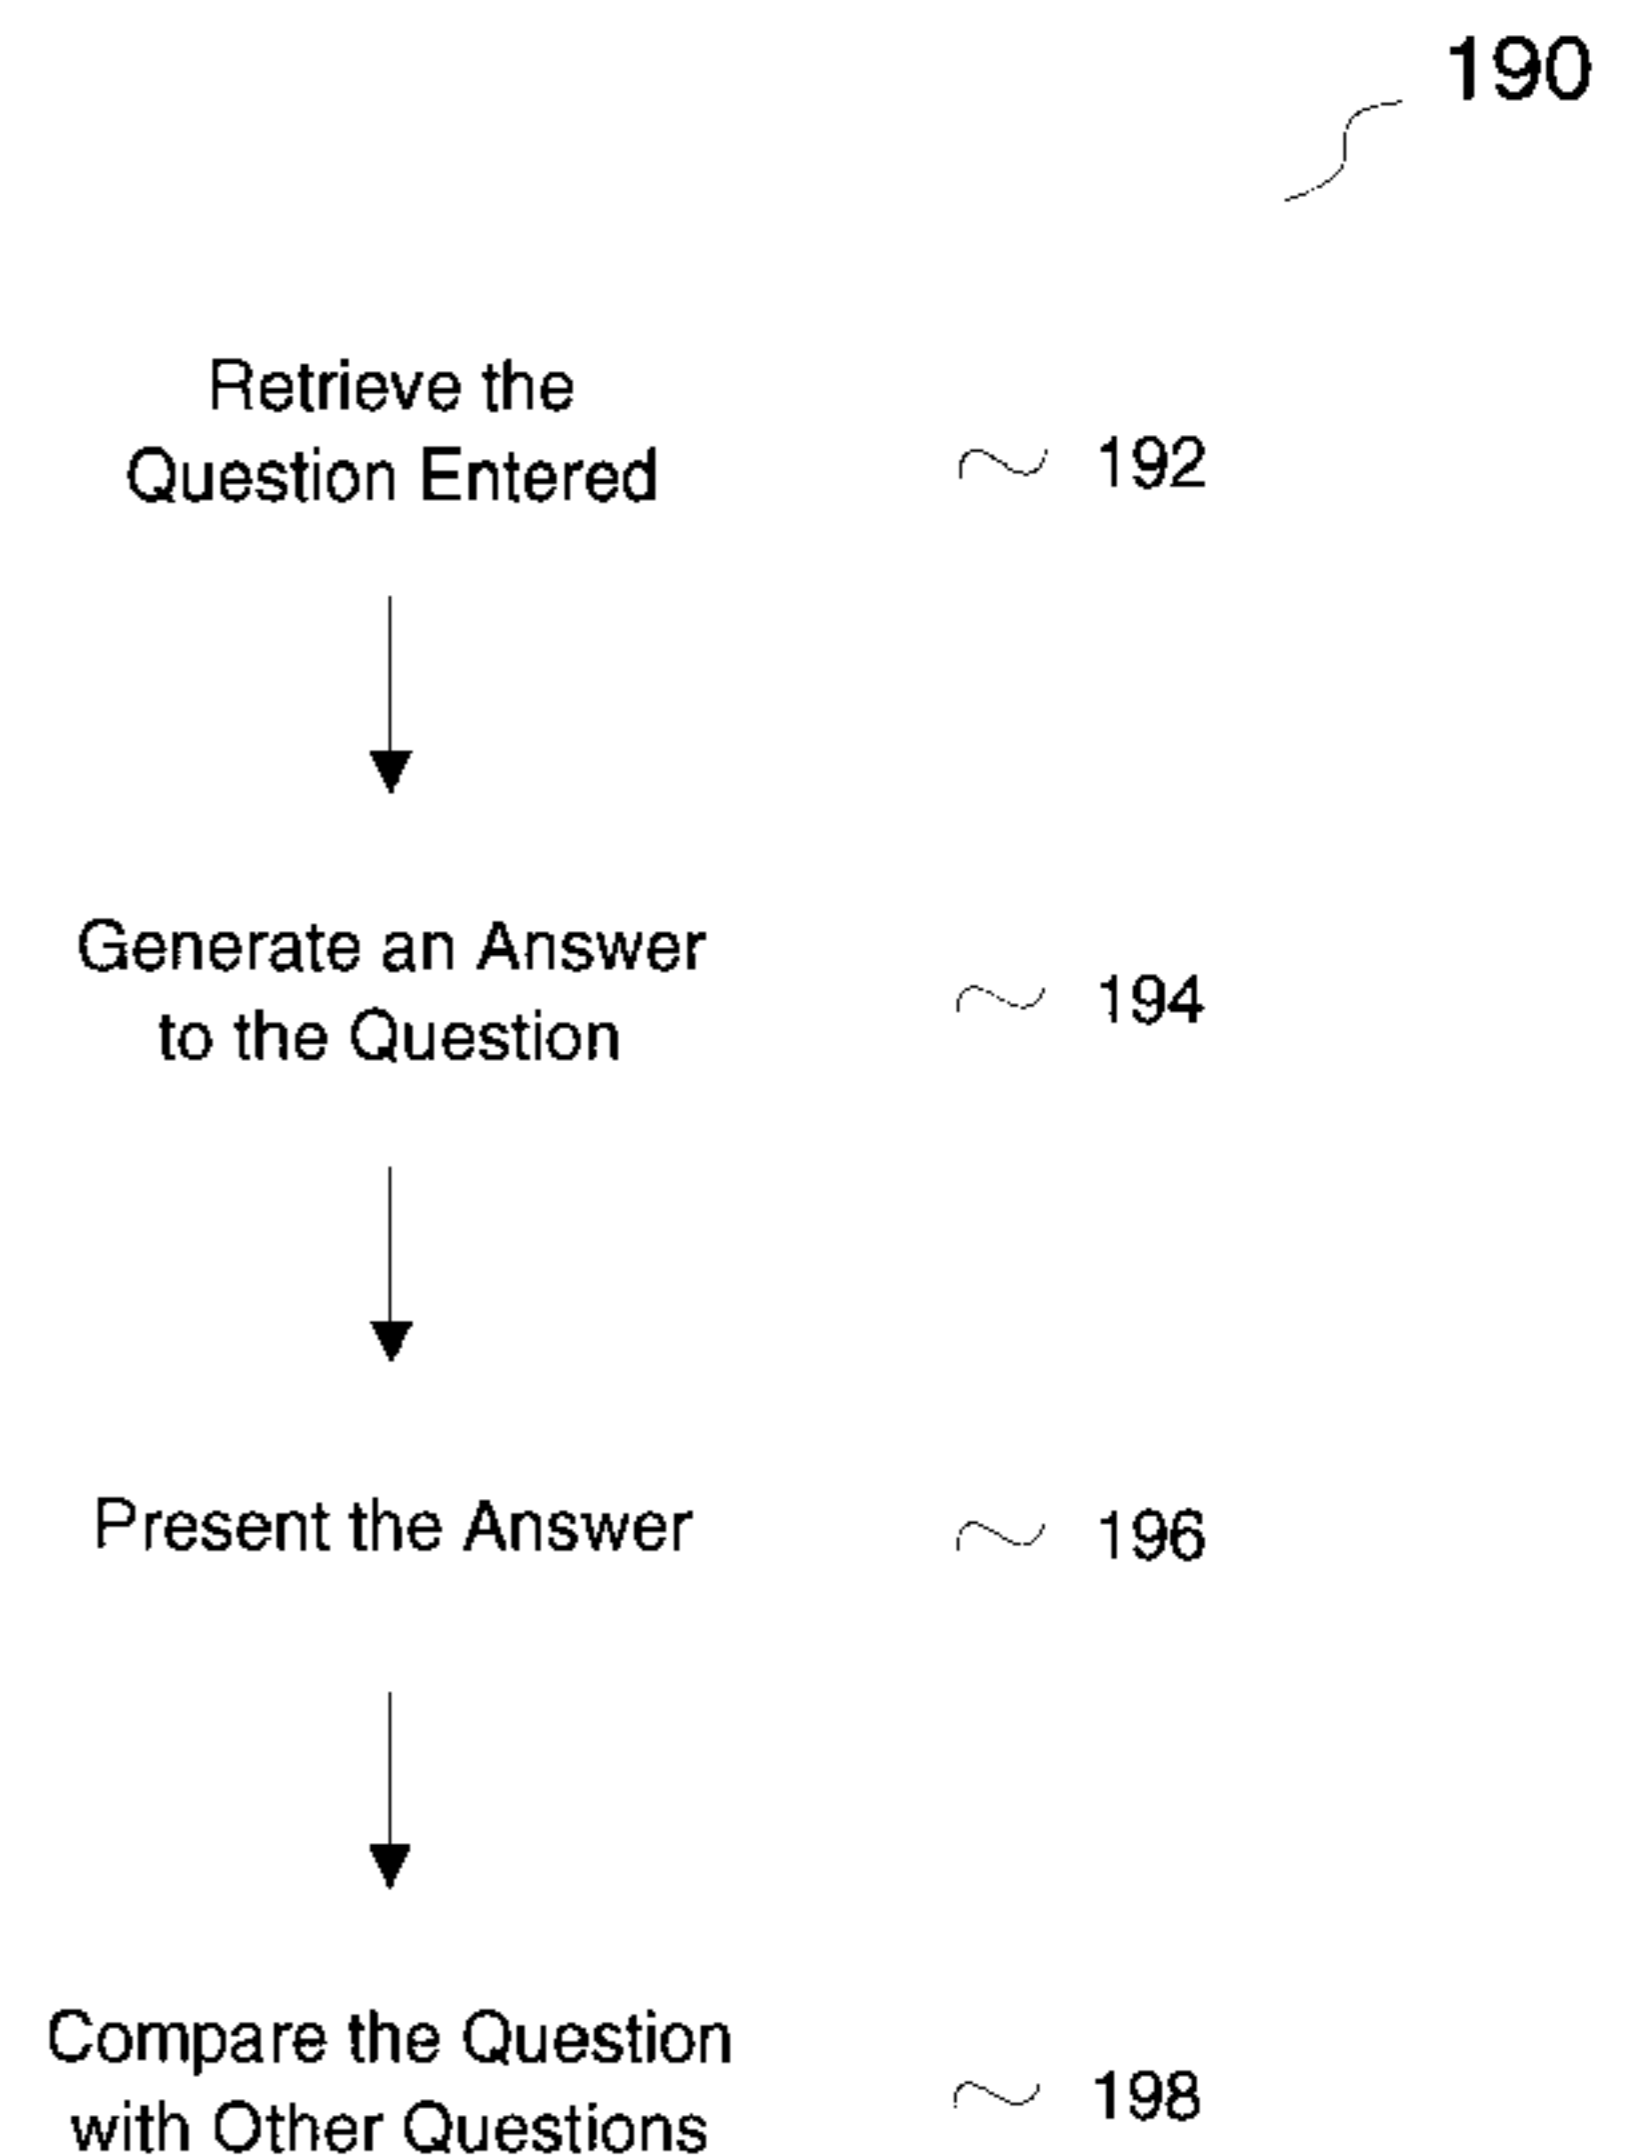 190
Retrieve the
Question Entered
192
Generate an Answer
to the Question
194
Present the Answer
196
Compare the Question
with Other Questions
198